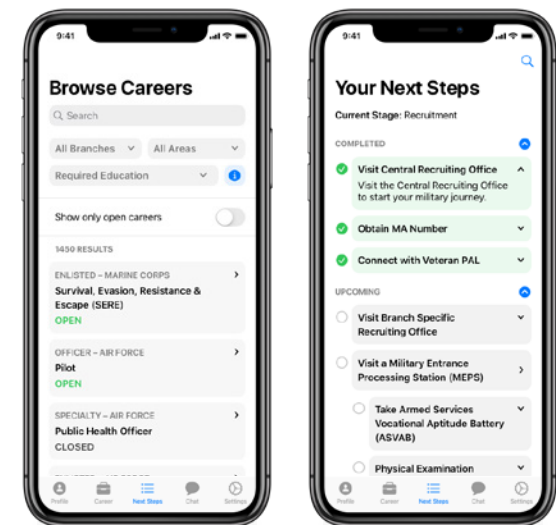 9:41
Browse Careers
Search
All Branches
All Areas
Required Education
Show only open careers
1450 RESULTS
ENLISTED – MARINE CORPS
Survival, Evasion, Resistance &
Escape (SERE)
OPEN
OFFICER – AIR FORCE
Pilot
OPEN
SPECIALTY – AIR FORCE
Public Health Officer
CLOSED
Profile
Career
Next Steps
Chat
Settings
9:41
Your Next Steps
Current Stage: Recruitment
COMPLETED
Visit Central Recruiting Office
Visit the Central Recruiting Office
to start your military journey.
Obtain MA Number
Connect with Veteran PAL
UPCOMING
Visit Branch Specific
Recruiting Office
Visit a Military Entrance
Processing Station (MEPS)
Take Armed Services
Vocational Aptitude Battery
(ASVAB)
Physical Examination
Profile
Career
Next Steps
Chat
Settings